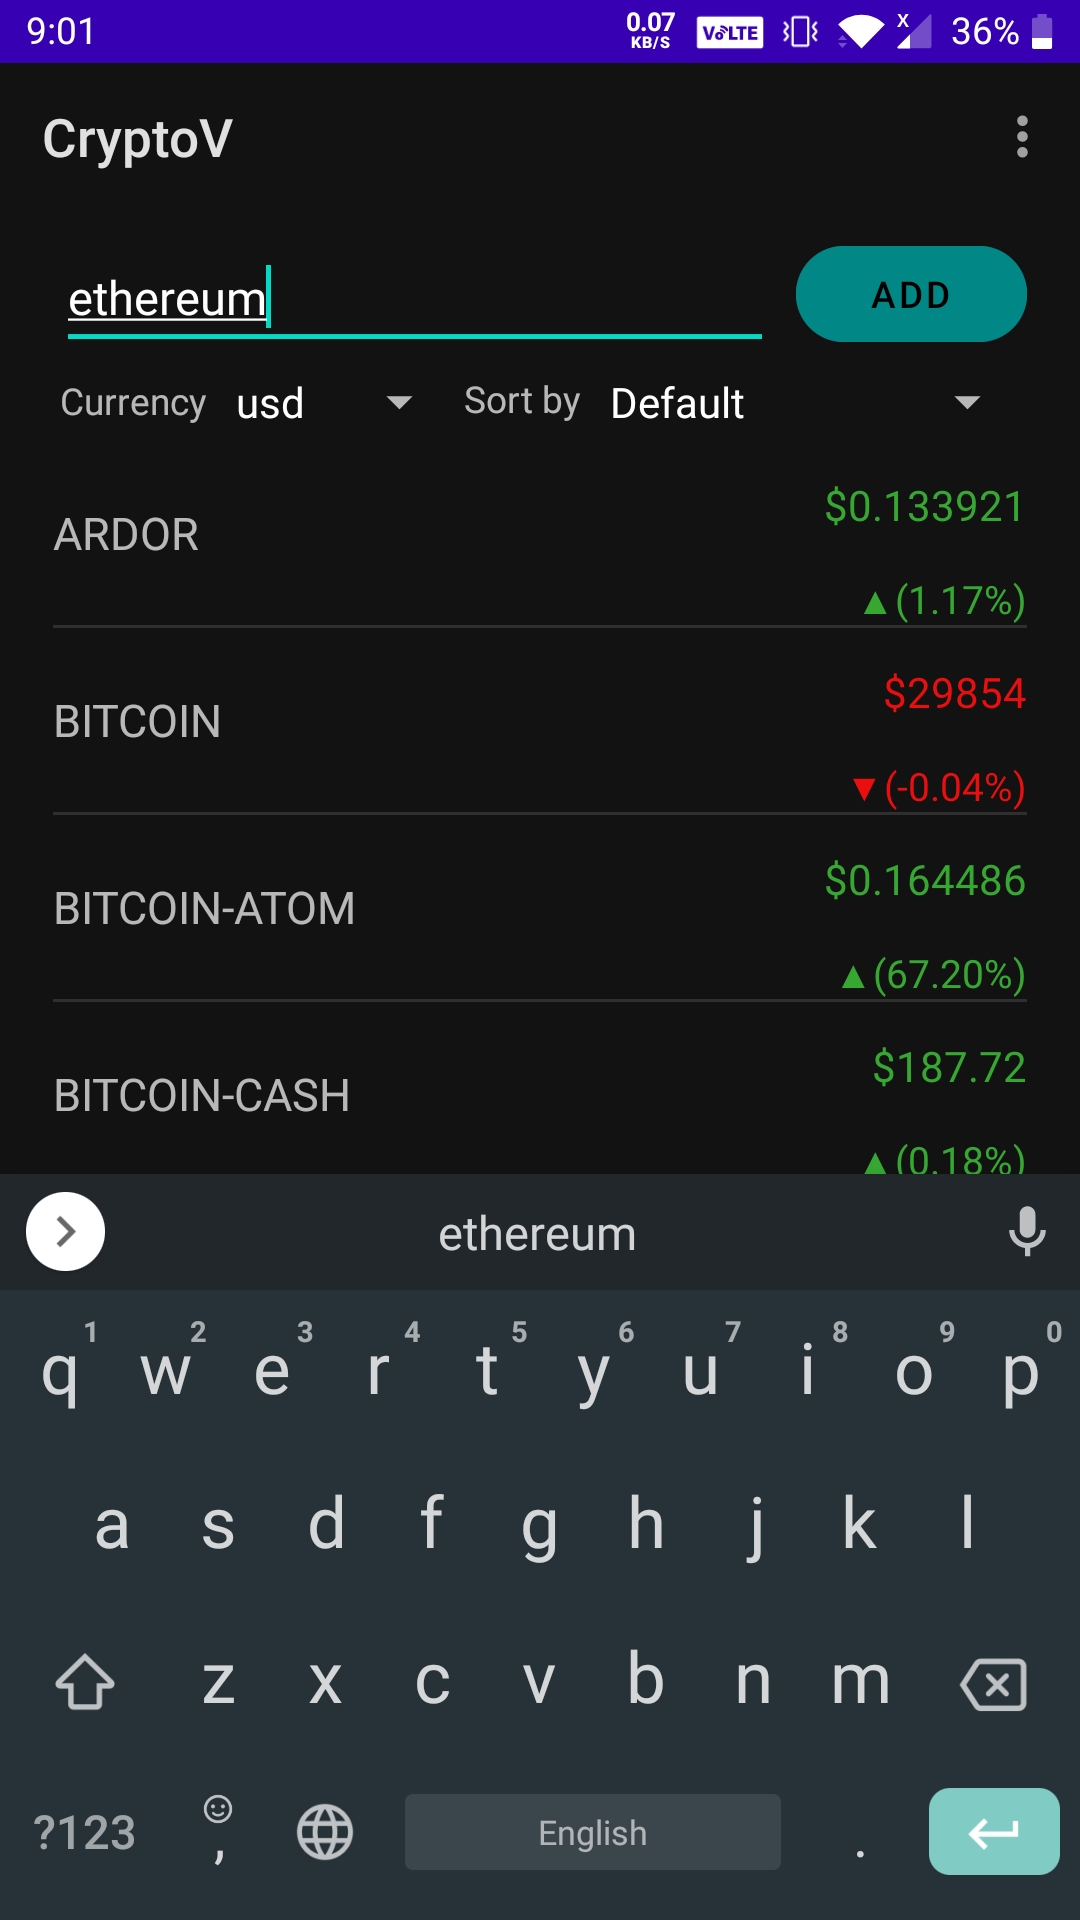 9:01 0.07 KB/S VoLTE x 36%
CryptoV
ethereum ADD
Currency usd Sort by Default
ARDOR $0.133921
▲(1.17%)
BITCOIN $29854
▼(-0.04%)
BITCOIN-ATOM $0.164486
▲(67.20%)
BITCOIN-CASH $187.72
▲(0.18%)
ethereum
1 2 3 4 5 6 7 8 9 0
q w e r t y u i o p
a s d f g h j k l
z x c v b n m
?123 , English .